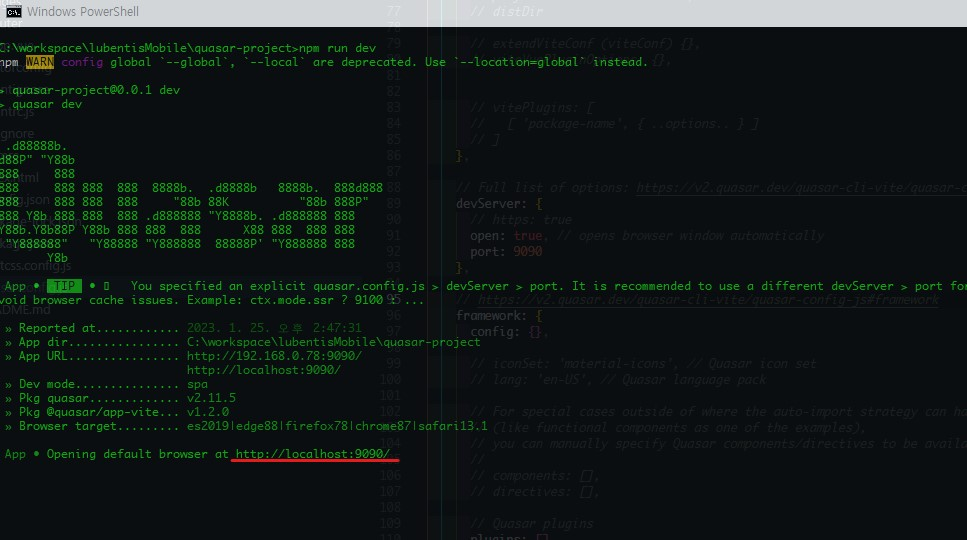 Windows PowerShell
C:\workspace\lubentisMobile\quasar-project>npm run dev
npm WARN config global `--global`, `--local` are deprecated. Use `--location=global` instead.
> quasar-project@0.0.1 dev
> quasar dev
.d88888b.
d88P" "Y88b
888     888
888     888 888  888  8888b.  .d8888b   8888b.  888d888
888     888 888  888     "88b 88K          "88b 888P"
888 Y8b 888 888  888 .d888888 "Y8888b. .d888888 888
Y88b.Y8b88P Y88b 888 888  888      X88 888  888 888
"Y888888"   "Y88888 "Y888888  88888P' "Y888888 888
Y8b
App • TIP •   You specified an explicit quasar.config.js > devServer > port. It is recommended to use a different devServer > port for
void browser cache issues. Example: ctx.mode.ssr ? 9100 : ...
» Reported at............ 2023. 1. 25. 오후 2:47:31
» App dir................ C:\workspace\lubentisMobile\quasar-project
» App URL................ http://192.168.0.78:9090/
http://localhost:9090/
» Dev mode............... spa
» Pkg quasar............. v2.11.5
» Pkg @quasar/app-vite... v1.2.0
» Browser target......... es2019|edge88|firefox78|chrome87|safari13.1
App • Opening default browser at http://localhost:9090/
77
// distDir
79 // extendViteConf (viteConf) {},
{},
81
82
83 // vitePlugins: [
84 //   [ 'package-name', { ..options.. } ]
85 // ]
86 },
88 // Full list of options: https://v2.quasar.dev/quasar-cli-vite/quasar-c
89 devServer: {
90 // https: true
91 open: true, // opens browser window automatically
92 port: 9090
93 },
95 // https://v2.quasar.dev/quasar-cli-vite/quasar-config-js#framework
96 framework: {
97 config: {},
99 // iconSet: 'material-icons', // Quasar icon set
100 // lang: 'en-US', // Quasar language pack
101
102 // For special cases outside of where the auto-import strategy can ha
// (like functional components as one of the examples),
104 // you can manually specify Quasar components/directives to be availa
//
106 // components: [],
107 // directives: [],
108
109 // Quasar plugins
110 plugins: []